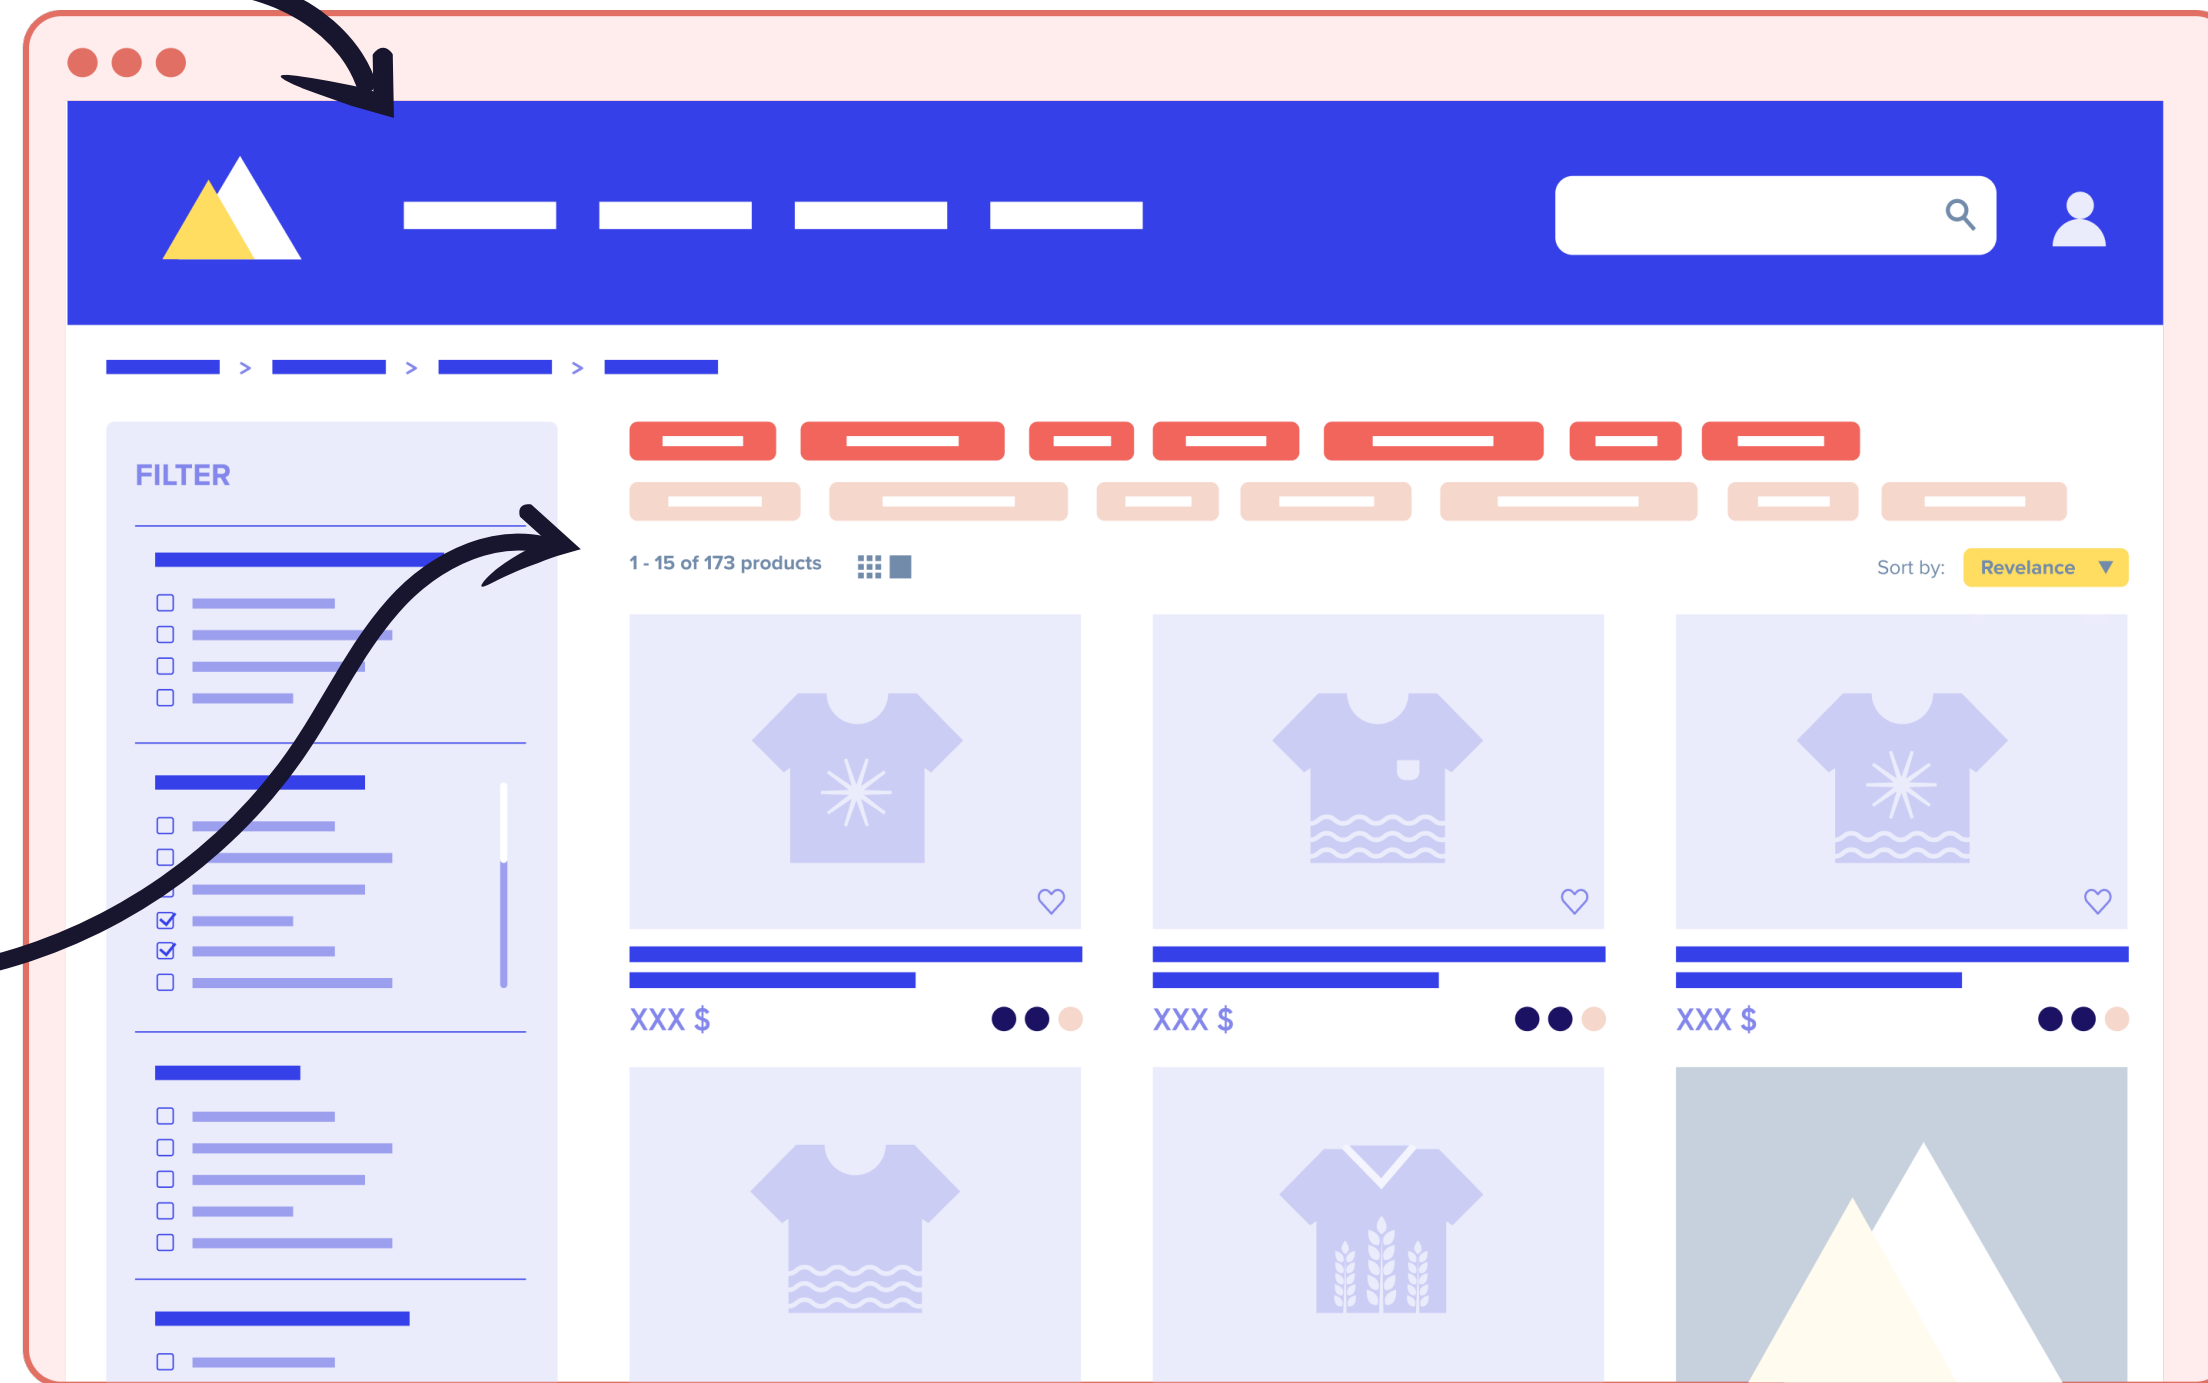 > > >
FILTER
1 - 15 of 173 products
Sort by: Revelance
XXX $
XXX $
XXX $